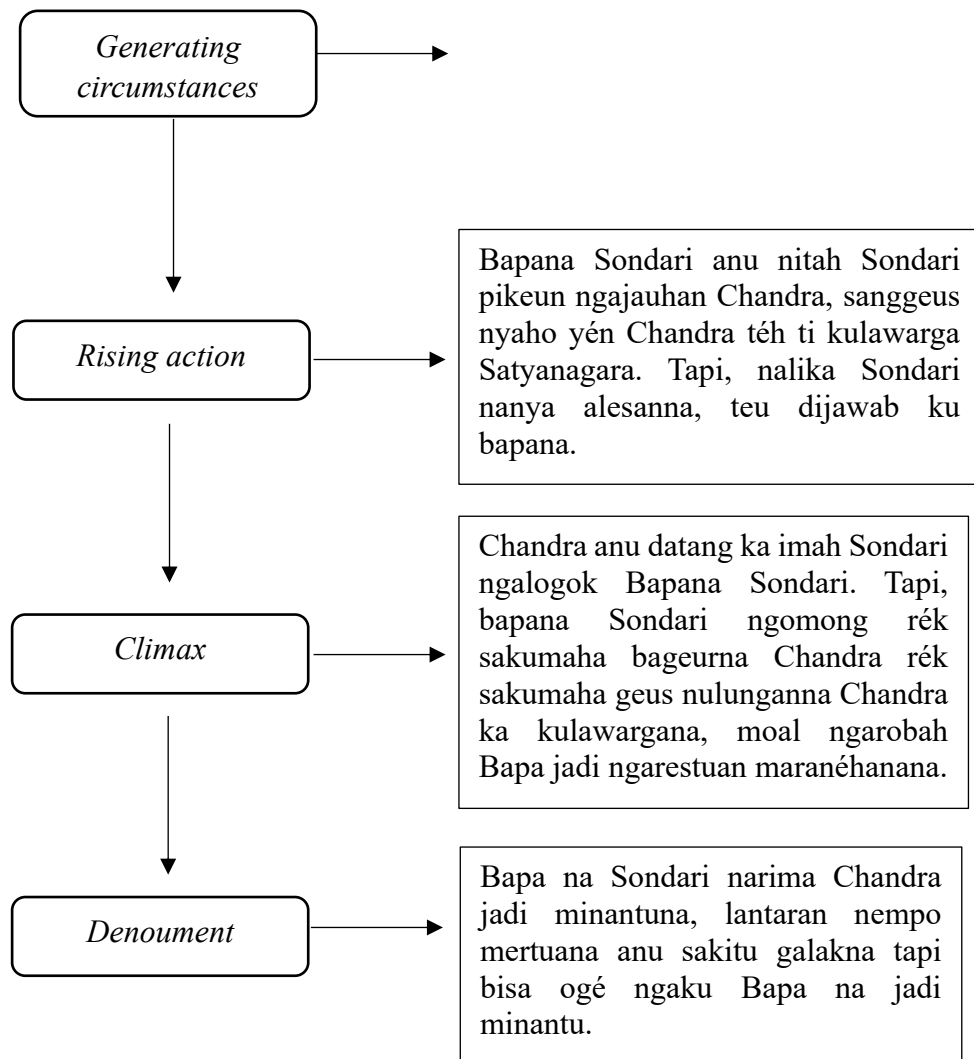 Generating
circumstances
Bapana Sondari anu nitah Sondari
pikeun ngajauhan Chandra, sanggeus
nyaho yén Chandra téh ti kulawarga
Satyanagara. Tapi, nalika Sondari
nanya alesanna, teu dijawab ku
bapana.
Rising action
Chandra anu datang ka imah Sondari
ngalogok Bapana Sondari. Tapi,
bapana Sondari ngomong rék
sakumaha bageurna Chandra rék
sakumaha geus nulunganna Chandra
ka kulawargana, moal ngarobah
Bapa jadi ngarestuan maranéhanana.
Climax
Bapa na Sondari narima Chandra
jadi minantuna, lantaran nempo
mertuana anu sakitu galakna tapi
bisa ogé ngaku Bapa na jadi
minantu.
Denoument